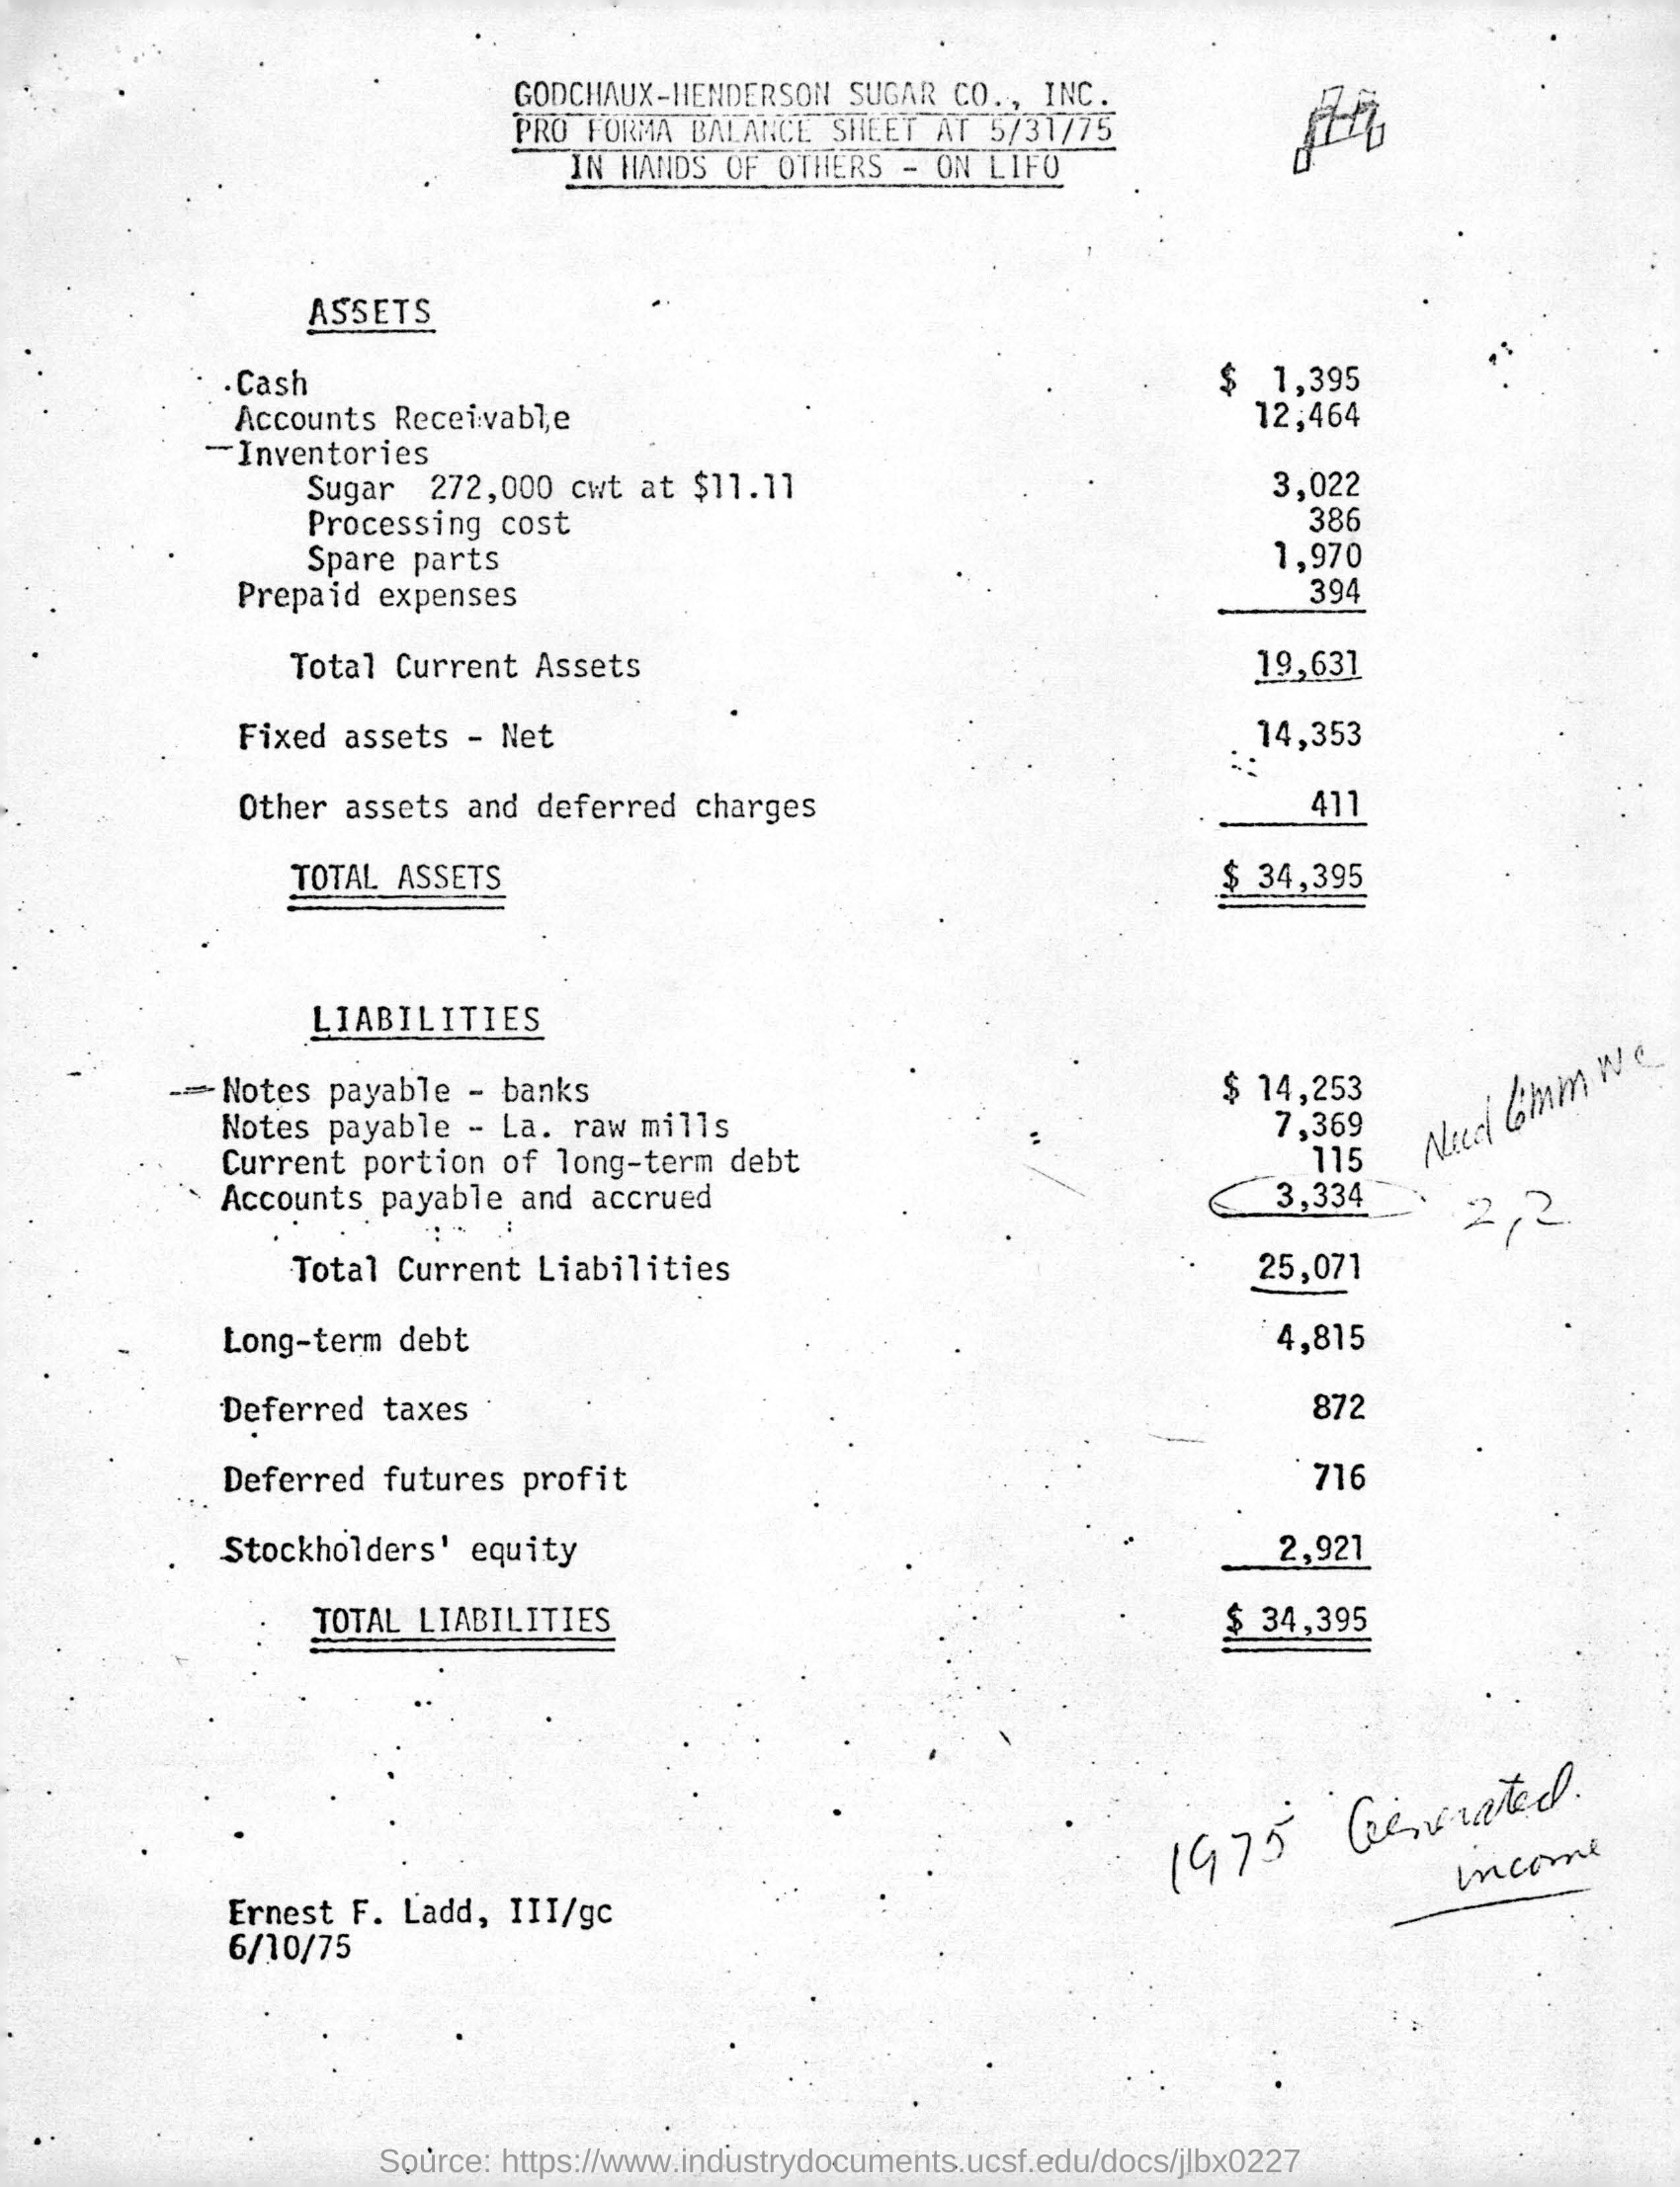 GODCHAUX-HENDERSON SUGAR CO., INC.
PRO FORMA BALANCE SHEET AT 5/31/75
IN HANDS OF OTHERS - ON LIFO
ASSETS
Cash $ 1,395
Accounts Receivable 12,464
Inventories
Sugar 272,000 cwt at $11.11 3,022
Processing cost 386
Spare parts 1,970
Prepaid expenses 394
Total Current Assets 19,631
Fixed assets - Net 14,353
Other assets and deferred charges 411
TOTAL ASSETS $ 34,395
LIABILITIES
Notes payable - banks $ 14,253
Notes payable - La. raw mills 7,369
Current portion of long-term debt 115
Accounts payable and accrued 3,334
Need
2,2
Total Current Liabilities 25,071
Long-term debt 4,815
Deferred taxes 872
Deferred futures profit 716
Stockholders' equity 2,921
TOTAL LIABILITIES $ 34,395
1975 Generated
income
Ernest F. Ladd, III/gc
6/10/75
Source: https://www.industrydocuments.ucsf.edu/docs/jlbx0227